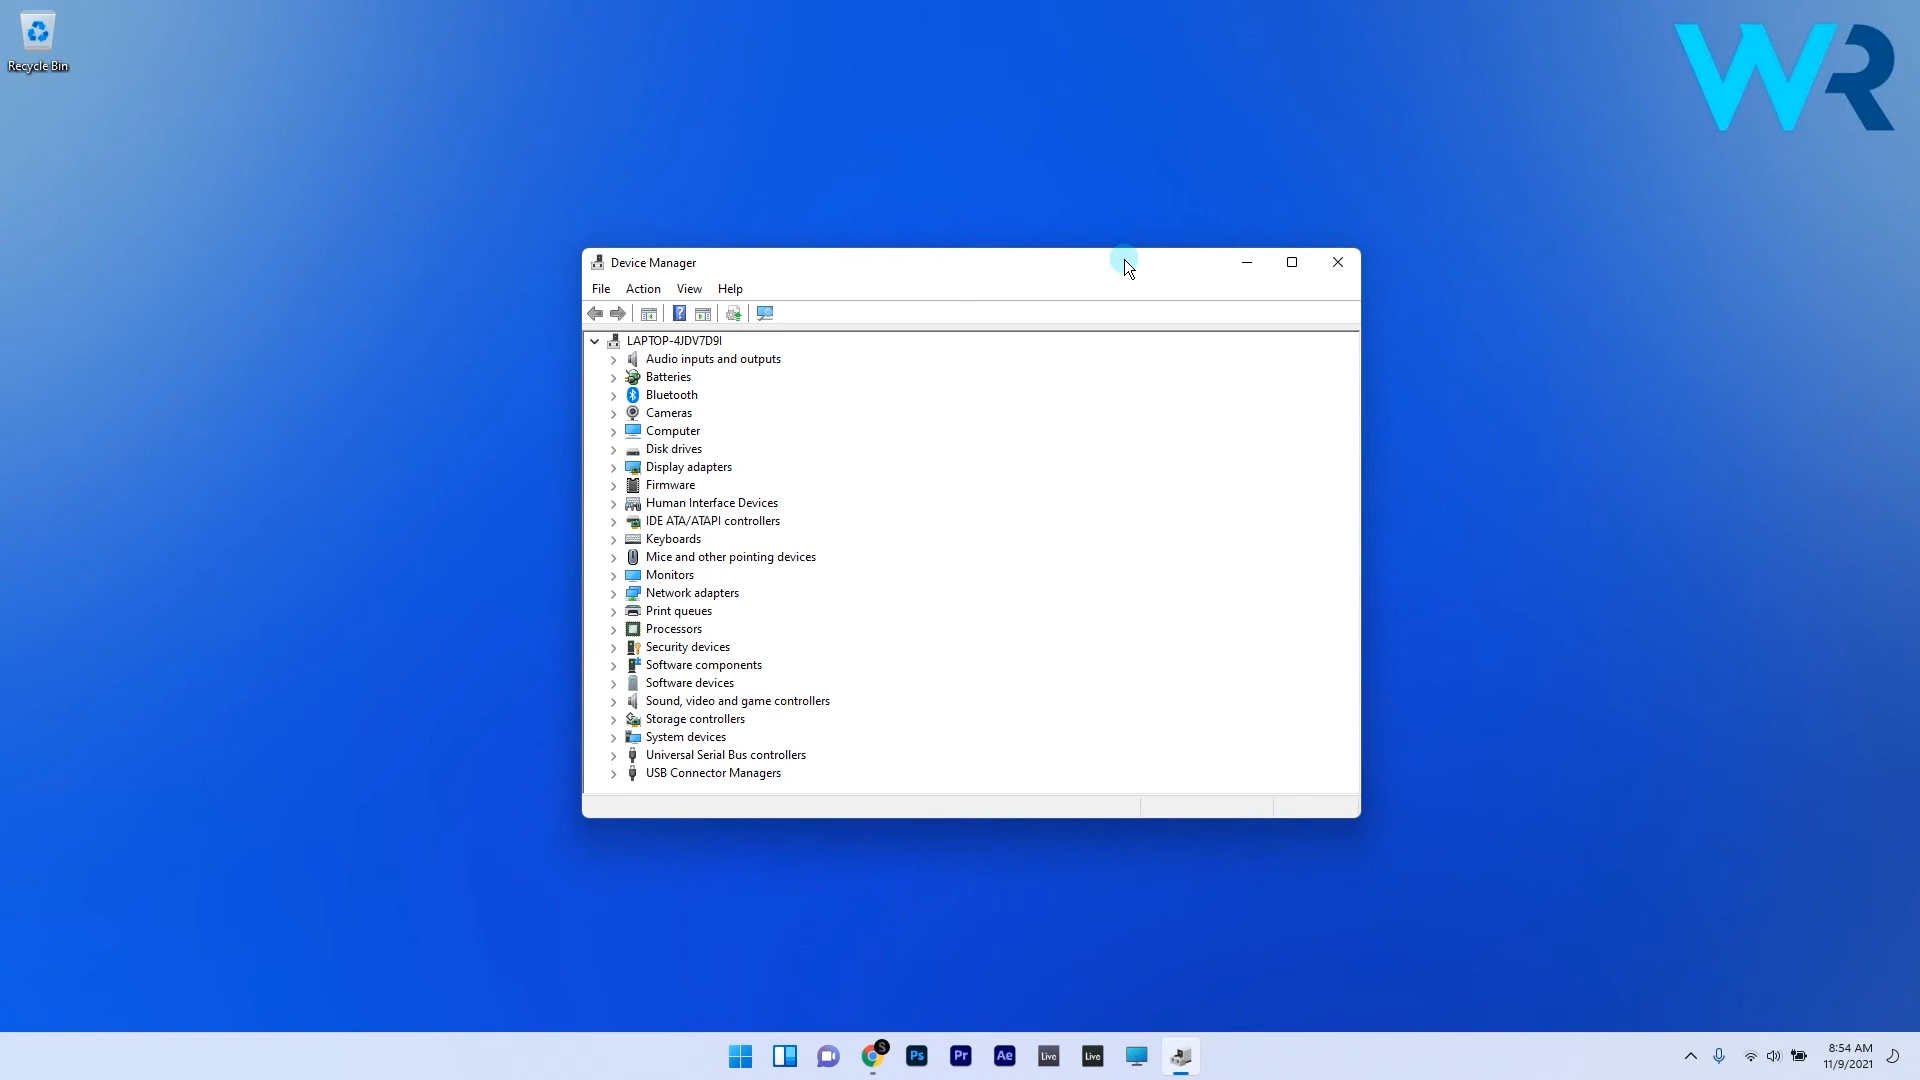 Recycle Bin
WR
Device Manager
File Action View Help
LAPTOP-4JDV7D9I
Audio inputs and outputs
Batteries
Bluetooth
Cameras
Computer
Disk drives
Display adapters
Firmware
Human Interface Devices
IDE ATA/ATAPI controllers
Keyboards
Mice and other pointing devices
Monitors
Network adapters
Print queues
Processors
Security devices
Software components
Software devices
Sound, video and game controllers
Storage controllers
System devices
Universal Serial Bus controllers
USB Connector Managers
S
Ps Pr Ae Live Live
8:54 AM
11/9/2021